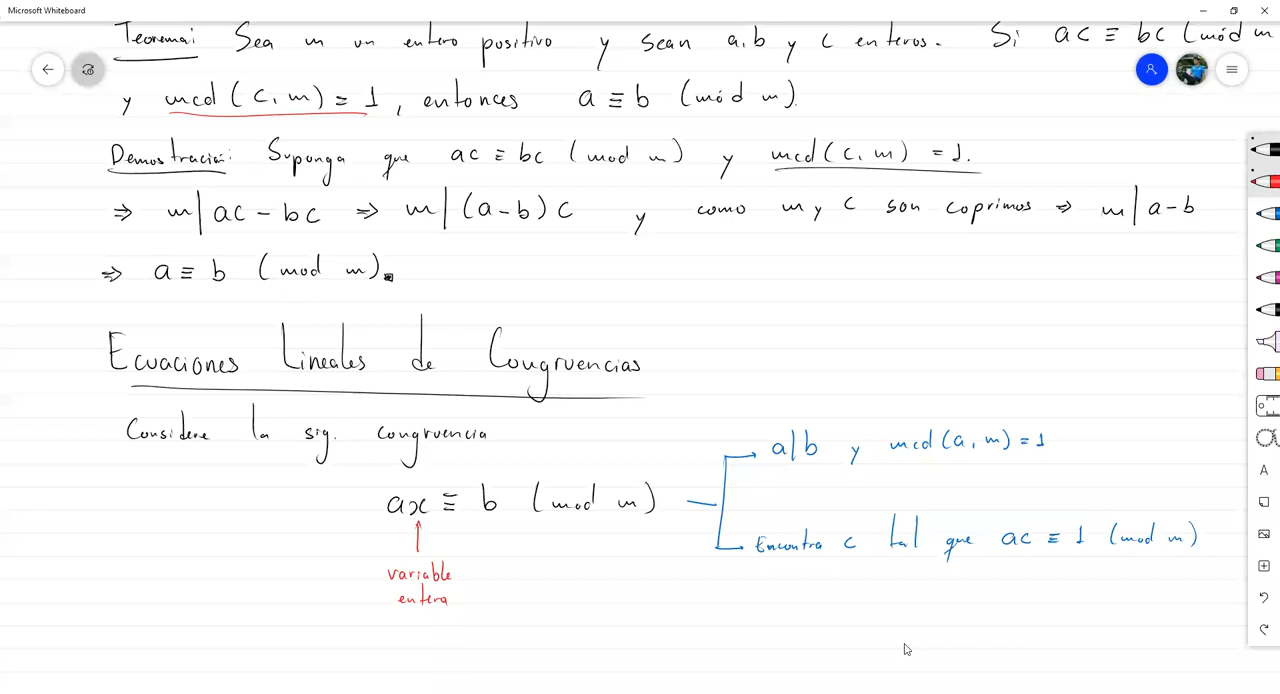 Microsoft Whiteboard
Teorema: Sea m un entero positivo y sean a, b y c enteros. Si ac ≡ bc (mód m
y mcd (c, m) = 1, entonces a ≡ b (mód m).
Demostración: Suponga que ac ≡ bc (mod m) y mcd (c, m) = 1.
⇒ m | ac - bc ⇒ m | (a-b) c y como m y c son coprimos ⇒ m | a-b
⇒ a ≡ b (mod m).
Ecuaciones Lineales de Congruencias
Considere la sig. congruencia
a|b y mcd (a, m) = 1
ax ≡ b (mod m)
Encontra c tal que ac ≡ 1 (mod m)
variable
entera
A